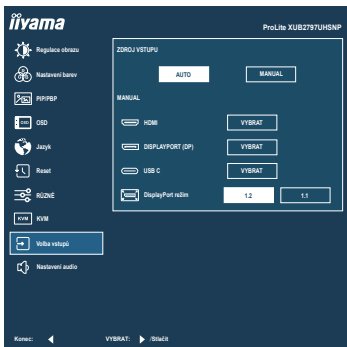 iiyama
ProLite XUB2797UHSNP
Regulace obrazu
Nastavení barev
PIP/PBP
OSD OSD
Jazyk
Reset
RŮZNÉ
KVM KVM
Volba vstupů
Nastavení audio
ZDROJ VSTUPU
AUTO MANUAL
MANUAL
HDMI VYBRAT
DISPLAYPORT (DP) VYBRAT
USB C VYBRAT
DisplayPort režim 1.2 1.1
Konec: VYBRAT: /Stlačit